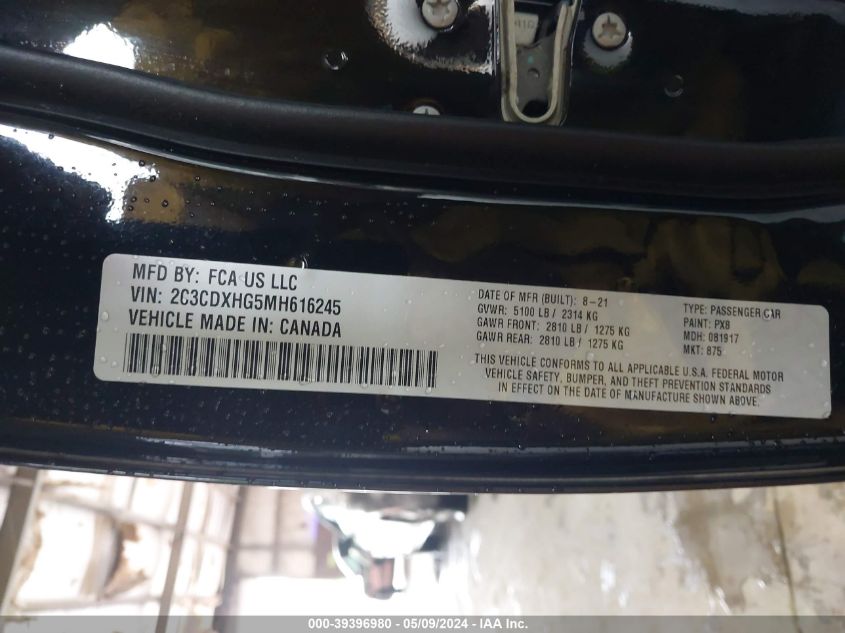 MFD BY: FCA US LLC
VIN: 2C3CDXHG5MH616245
VEHICLE MADE IN: CANADA
DATE OF MFR (BUILT): 8-21
GVWR: 5100 LB / 2314 KG
GAWR FRONT: 2810 LB / 1275 KG
GAWR REAR: 2810 LB / 1275 KG
TYPE: PASSENGER CAR
PAINT: PX8
MDH: 081917
MKT: 875
THIS VEHICLE CONFORMS TO ALL APPLICABLE U.S.A. FEDERAL MOTOR
VEHICLE SAFETY, BUMPER, AND THEFT PREVENTION STANDARDS
IN EFFECT ON THE DATE OF MANUFACTURE SHOWN ABOVE.
000-39396980 - 05/09/2024 - IAA Inc.